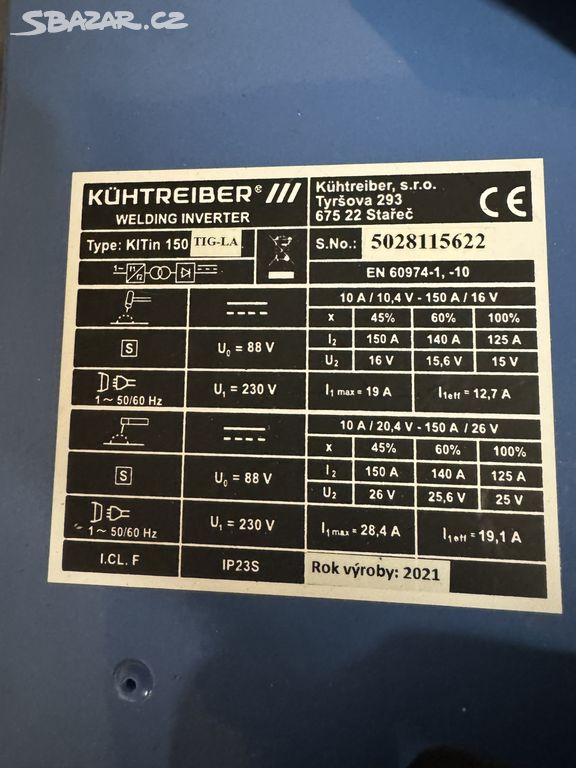 SBAZAR.CZ
KÜHTREIBER® ///
WELDING INVERTER
Kühtreiber, s.r.o.
Tyršova 293
675 22 Stařeč
CE
Type: KITin 150 TIG-LA
S.No.: 5028115622
1~ f1 f2
EN 60974-1, -10
10 A / 10,4 V - 150 A / 16 V
x 45% 60% 100%
S U₀ = 88 V
I₂ 150 A 140 A 125 A
U₂ 16 V 15,6 V 15 V
1 ~ 50/60 Hz U₁ = 230 V I₁ max = 19 A I₁eff = 12,7 A
10 A / 20,4 V - 150 A / 26 V
x 45% 60% 100%
S U₀ = 88 V
I₂ 150 A 140 A 125 A
U₂ 26 V 25,6 V 25 V
1 ~ 50/60 Hz U₁ = 230 V I₁ max = 28,4 A I₁eff = 19,1 A
I.CL. F IP23S Rok výroby: 2021